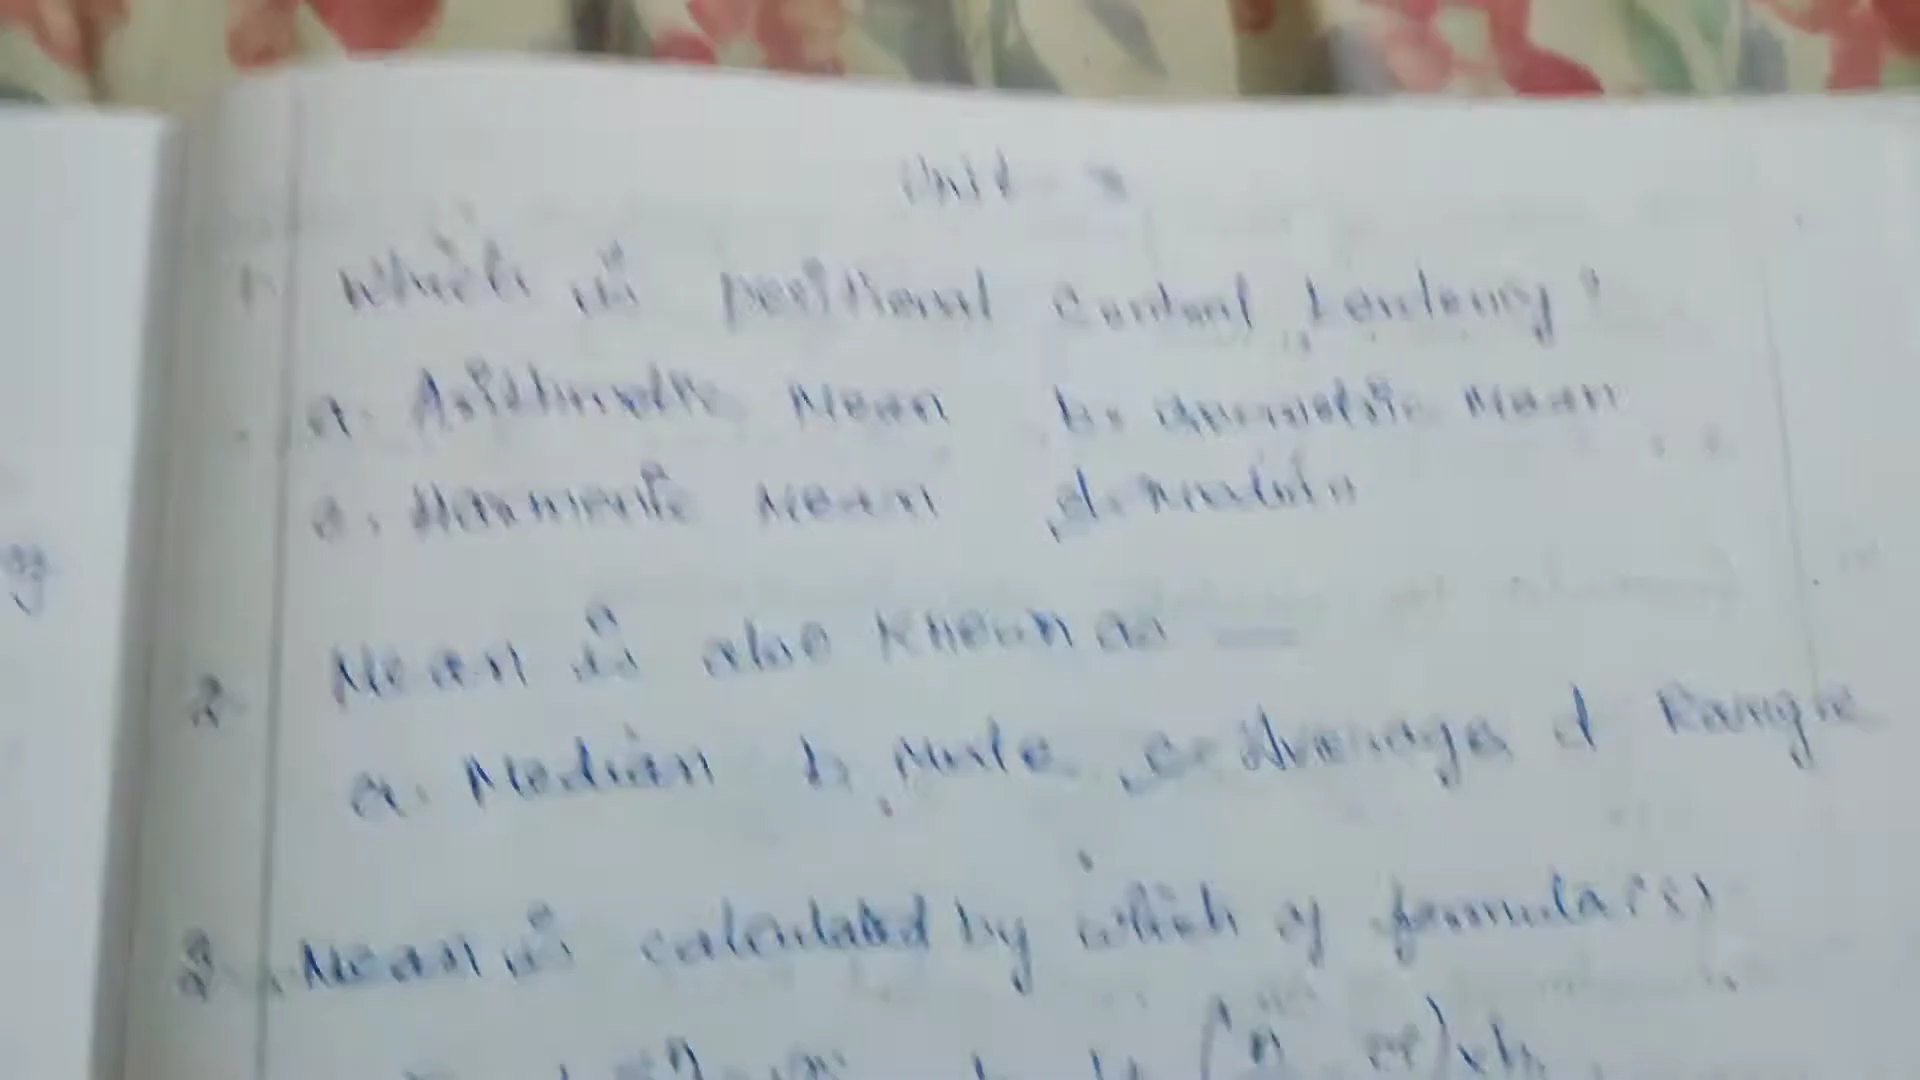 Unit -
1. Which is positional central tendency?
a. Arithmetic Mean b. Geometric Mean
c. Harmonic Mean d. Median
2. Mean is also known as —
a. Median b. Mode c. Average d Range
3. Mean is calculated by which of formula(s)